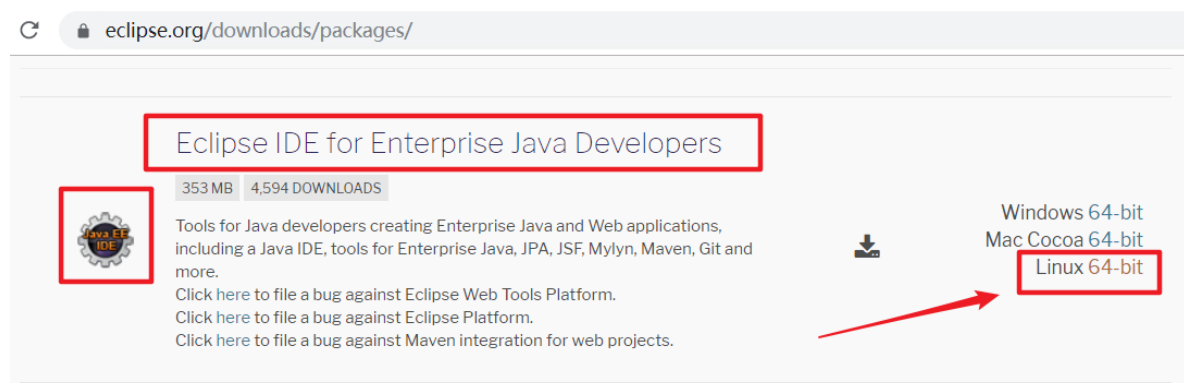 eclipse.org/downloads/packages/
Eclipse IDE for Enterprise Java Developers
353 MB 4,594 DOWNLOADS
Java EE
IDE
Tools for Java developers creating Enterprise Java and Web applications,
including a Java IDE, tools for Enterprise Java, JPA, JSF, Mylyn, Maven, Git and
more.
Click here to file a bug against Eclipse Web Tools Platform.
Click here to file a bug against Eclipse Platform.
Click here to file a bug against Maven integration for web projects.
Windows 64-bit
Mac Cocoa 64-bit
Linux 64-bit